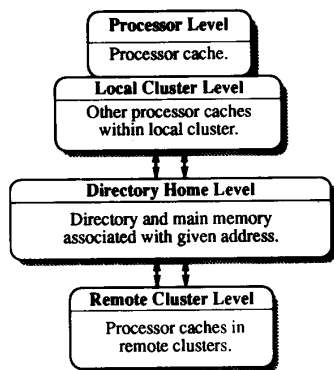 Processor Level
Processor cache.
Local Cluster Level
Other processor caches
within local cluster.
Directory Home Level
Directory and main memory
associated with given address.
Remote Cluster Level
Processor caches in
remote clusters.